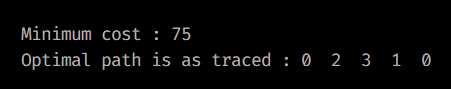 Minimum cost : 75
Optimal path is as traced : 0  2  3  1  0